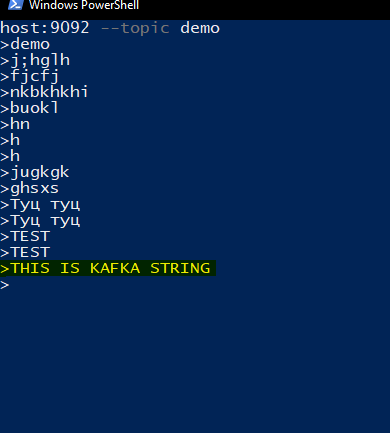 Windows PowerShell
host:9092 --topic demo
>demo
>j;hglh
>fjcfj
>nkbkhkhi
>buokl
>hn
>h
>h
>jugkgk
>ghsxs
>Туц туц
>Туц туц
>TEST
>TEST
>THIS IS KAFKA STRING
>